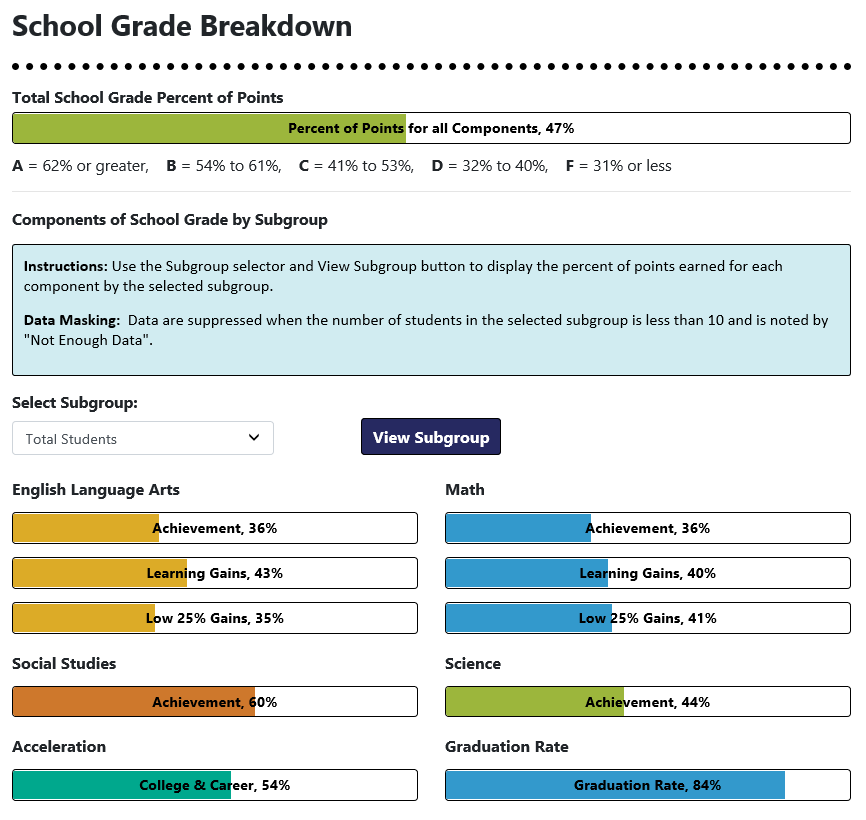 School Grade Breakdown
Total School Grade Percent of Points
Percent of Points for all Components, 47%
A = 62% or greater, B = 54% to 61%, C = 41% to 53%, D = 32% to 40%, F = 31% or less
Components of School Grade by Subgroup
Instructions: Use the Subgroup selector and View Subgroup button to display the percent of points earned for each
component by the selected subgroup.
Data Masking: Data are suppressed when the number of students in the selected subgroup is less than 10 and is noted by
"Not Enough Data".
Select Subgroup:
Total Students
View Subgroup
English Language Arts
Achievement, 36%
Learning Gains, 43%
Low 25% Gains, 35%
Math
Achievement, 36%
Learning Gains, 40%
Low 25% Gains, 41%
Social Studies
Achievement, 60%
Science
Achievement, 44%
Acceleration
College & Career, 54%
Graduation Rate
Graduation Rate, 84%